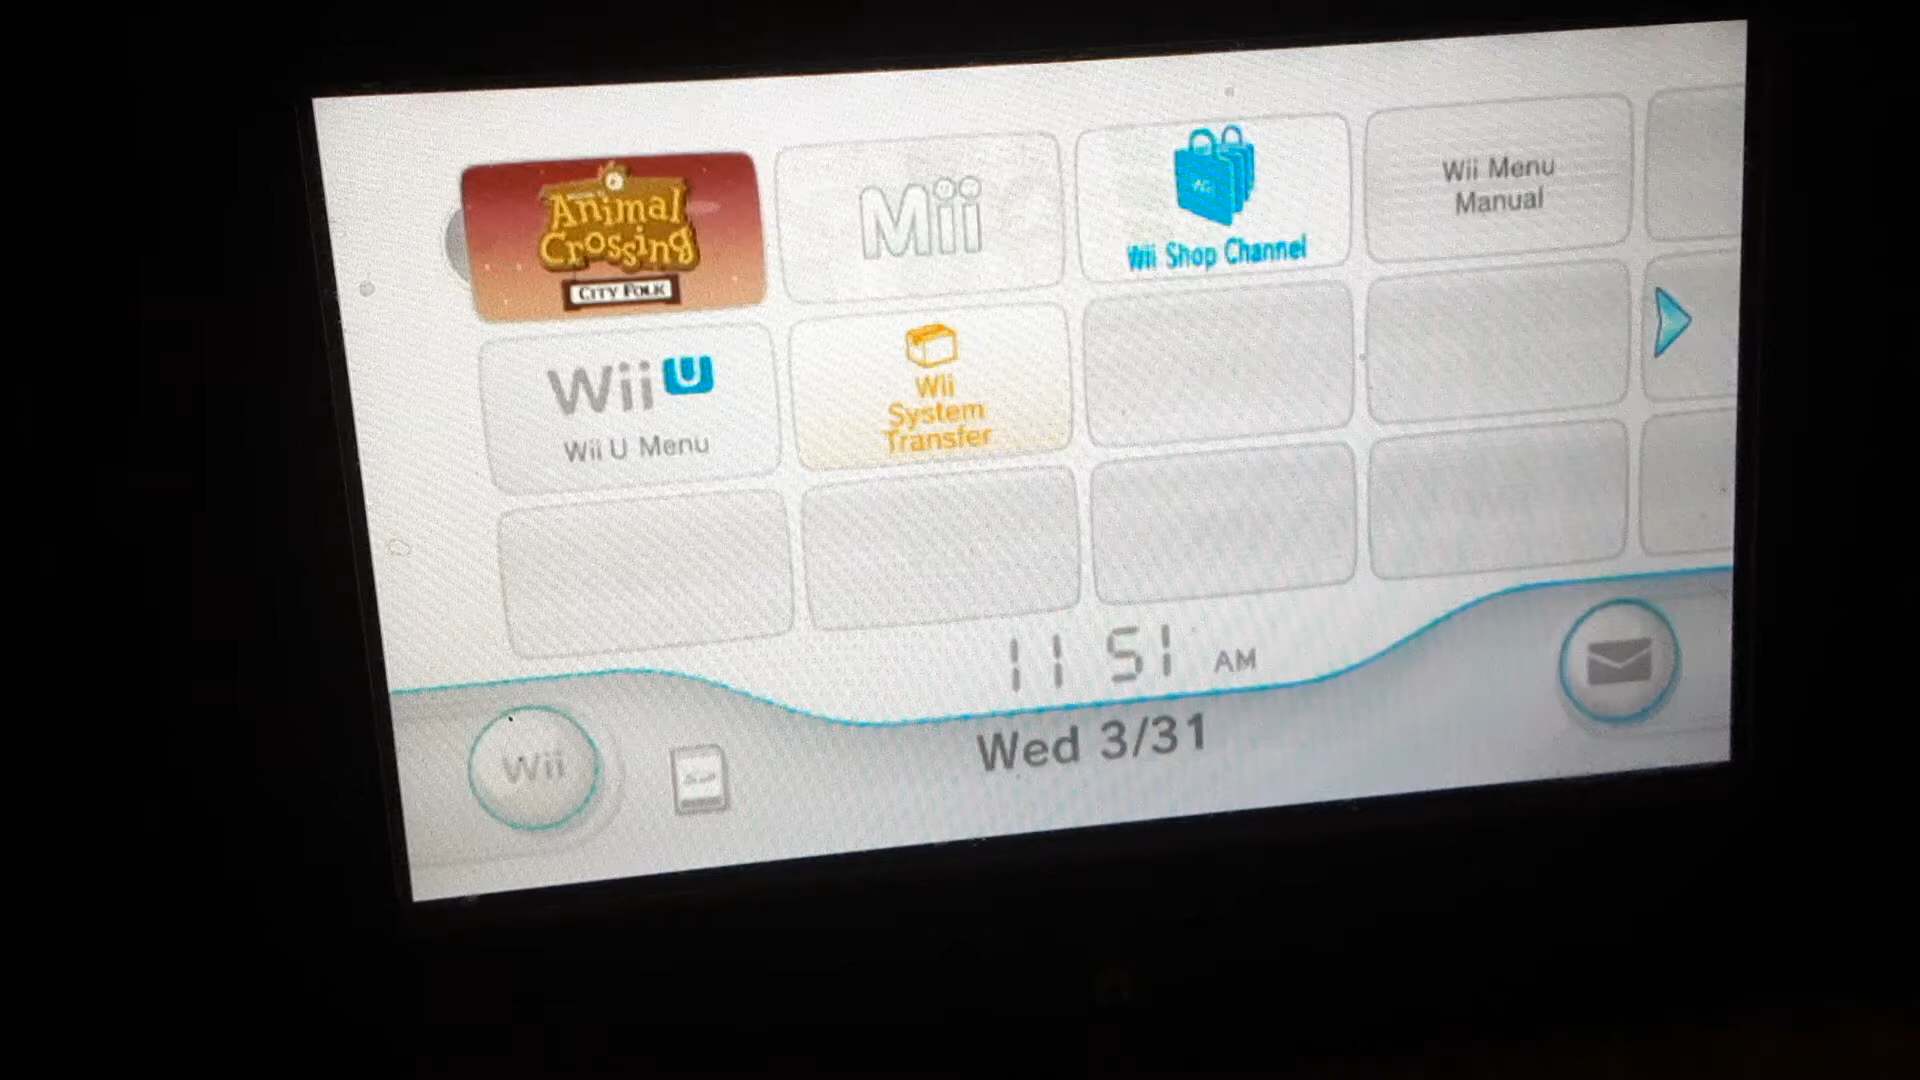 Animal
Crossing
CITY FOLK
Mii
Wii Shop Channel
Wii Menu
Manual
Wii U
Wii U Menu
Wii
System
Transfer
11 51 AM
Wed 3/31
Wii